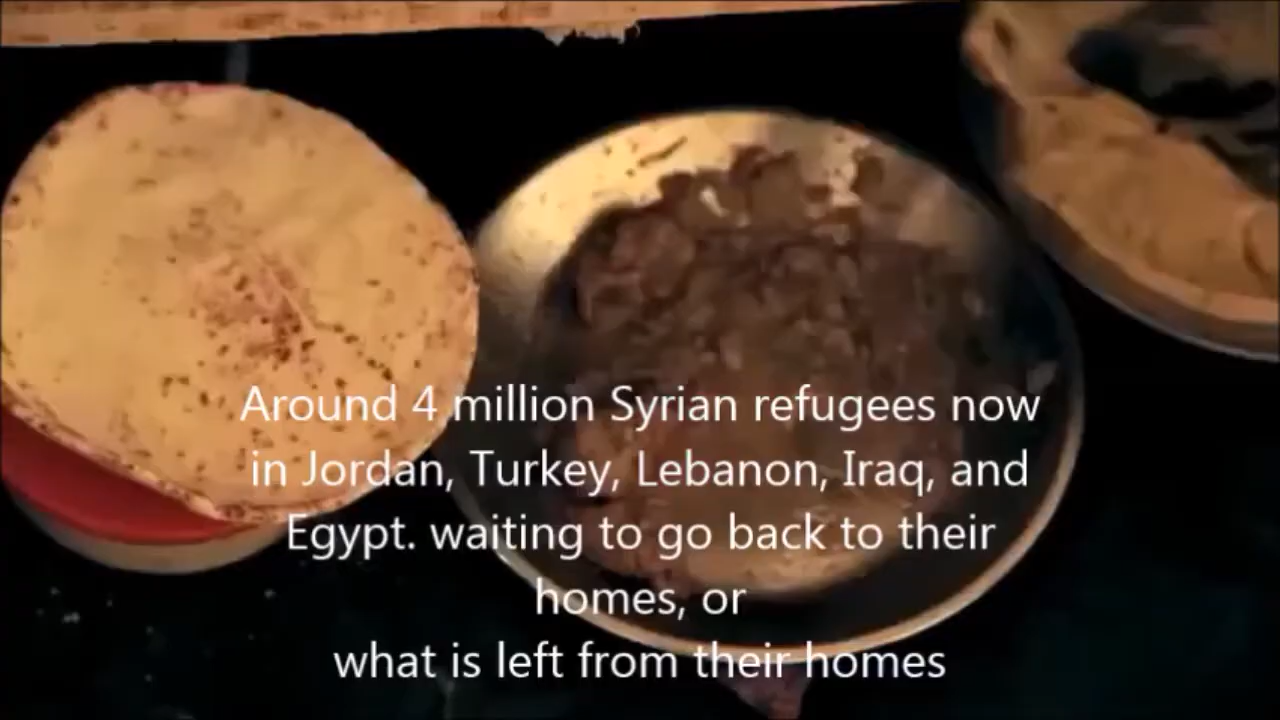 Around 4 million Syrian refugees now
in Jordan, Turkey, Lebanon, Iraq, and
Egypt. waiting to go back to their
homes, or
what is left from their homes